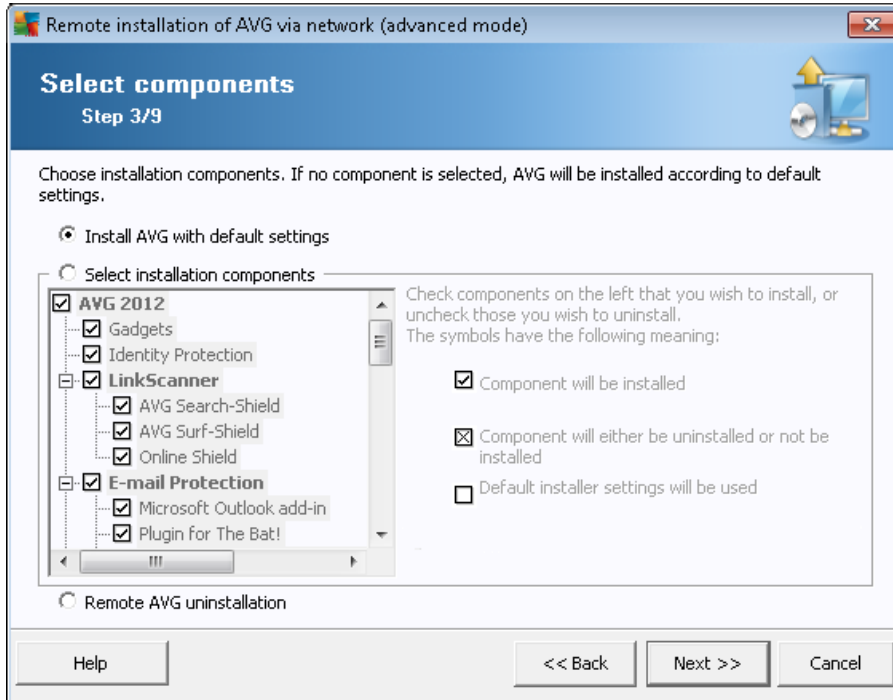 Remote installation of AVG via network (advanced mode)
Select components
Step 3/9
Choose installation components. If no component is selected, AVG will be installed according to default
settings.
Install AVG with default settings
Select installation components
AVG 2012
Gadgets
Identity Protection
LinkScanner
AVG Search-Shield
AVG Surf-Shield
Online Shield
E-mail Protection
Microsoft Outlook add-in
Plugin for The Bat!
Check components on the left that you wish to install, or
uncheck those you wish to uninstall.
The symbols have the following meaning:
Component will be installed
Component will either be uninstalled or not be
installed
Default installer settings will be used
Remote AVG uninstallation
Help
<< Back
Next >>
Cancel